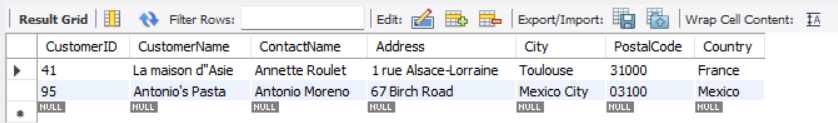 Result Grid Filter Rows: Edit: Export/Import: Wrap Cell Content: IA
CustomerID CustomerName ContactName Address City PostalCode Country
41 La maison d"Asie Annette Roulet 1 rue Alsace-Lorraine Toulouse 31000 France
95 Antonio's Pasta Antonio Moreno 67 Birch Road Mexico City 03100 Mexico
NULL NULL NULL NULL NULL NULL NULL